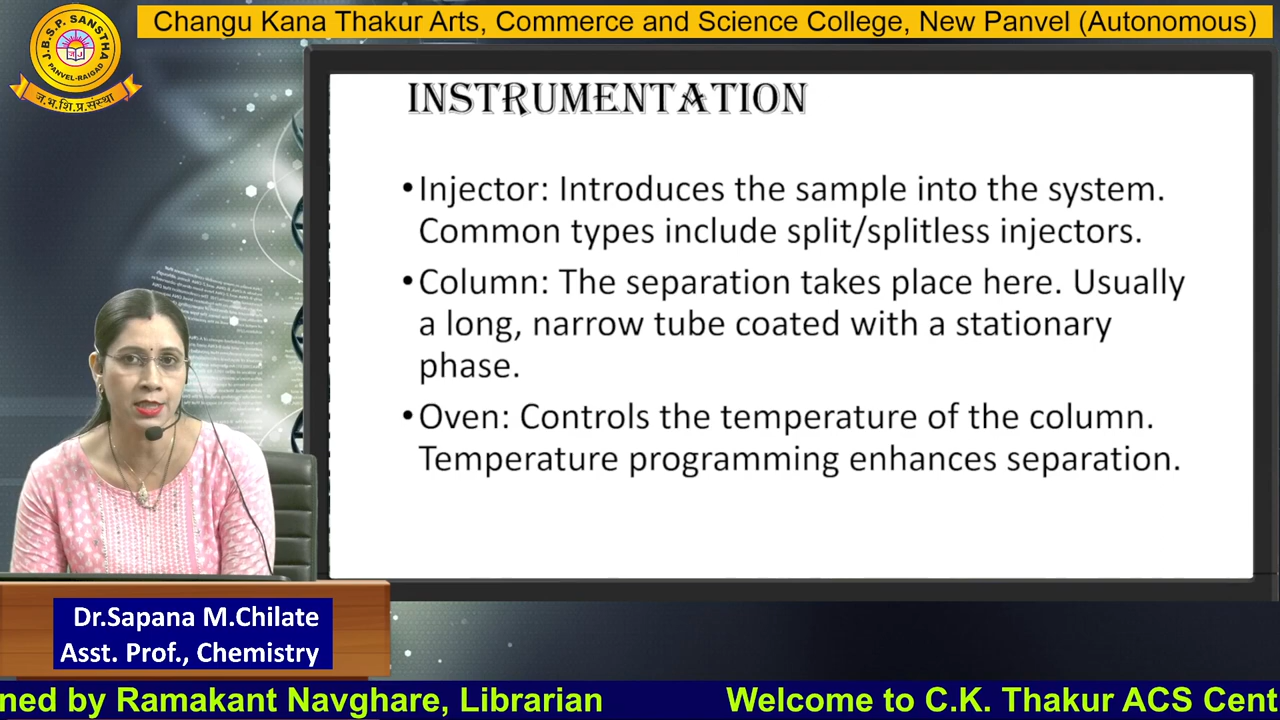 Changu Kana Thakur Arts, Commerce and Science College, New Panvel (Autonomous)
J.B.S.P. SANSTHA
PANVEL-RAIGAD
ज.भ.शि.प्र.संस्था
INSTRUMENTATION
•Injector: Introduces the sample into the system.
Common types include split/splitless injectors.
•Column: The separation takes place here. Usually
a long, narrow tube coated with a stationary
phase.
•Oven: Controls the temperature of the column.
Temperature programming enhances separation.
Dr.Sapana M.Chilate
Asst. Prof., Chemistry
ned by Ramakant Navghare, Librarian Welcome to C.K. Thakur ACS Cent